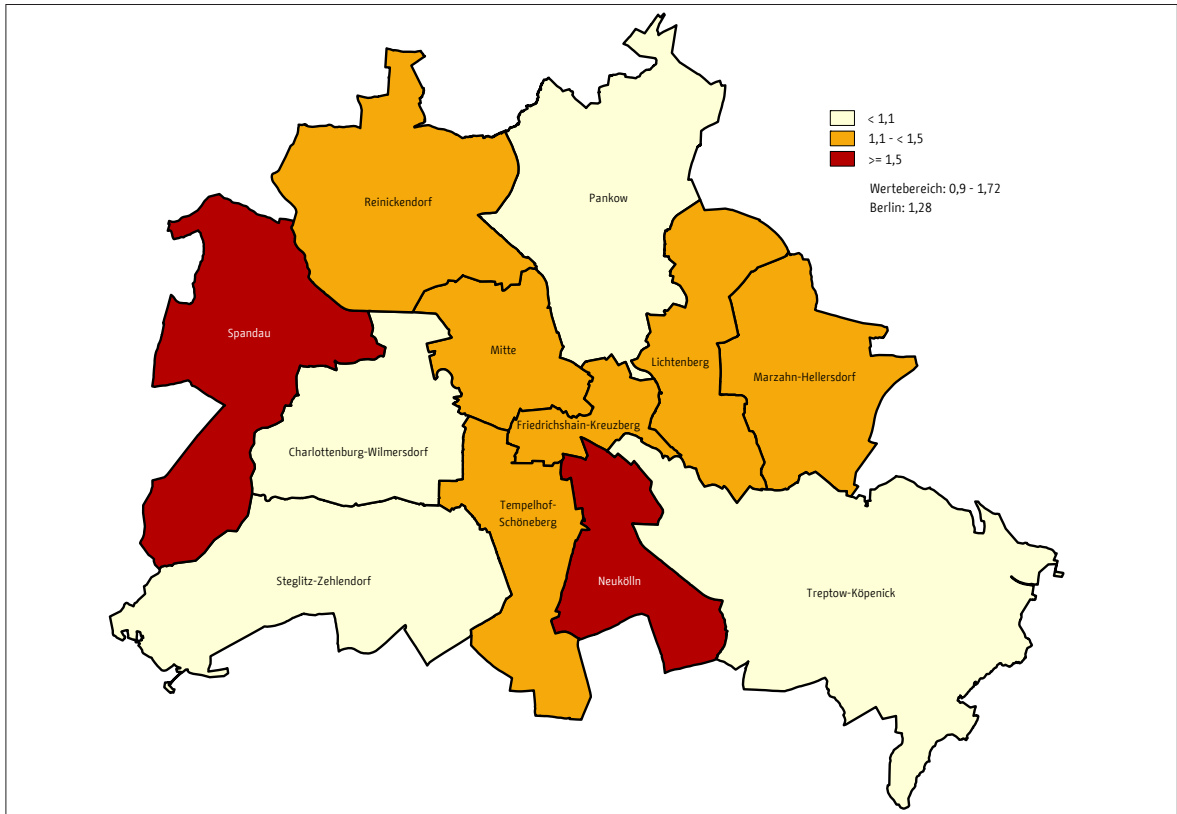 < 1,1
1,1 - < 1,5
>= 1,5
Wertebereich: 0,9 - 1,72
Berlin: 1,28
Reinickendorf
Pankow
Spandau
Mitte
Lichtenberg
Marzahn-Hellersdorf
Friedrichshain-Kreuzberg
Charlottenburg-Wilmersdorf
Tempelhof-
Schöneberg
Steglitz-Zehlendorf
Neukölln
Treptow-Köpenick